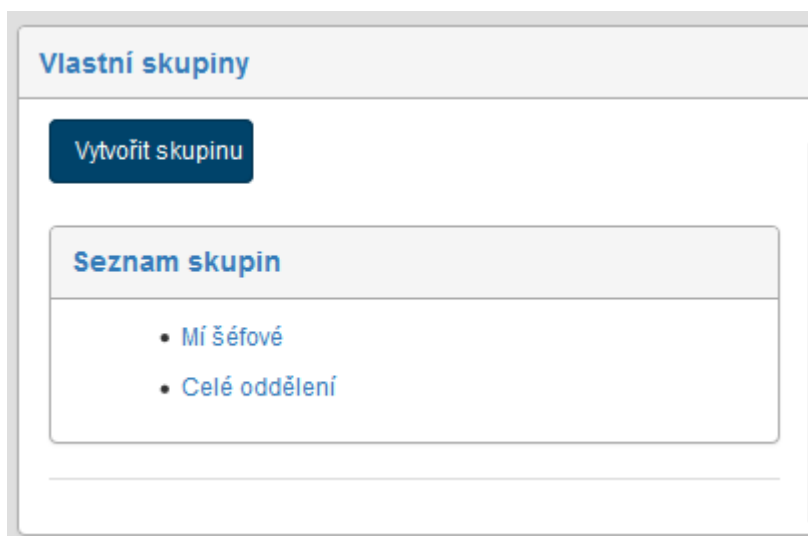 Vlastní skupiny
Vytvořit skupinu
Seznam skupin
Mí šéfové
Celé oddělení